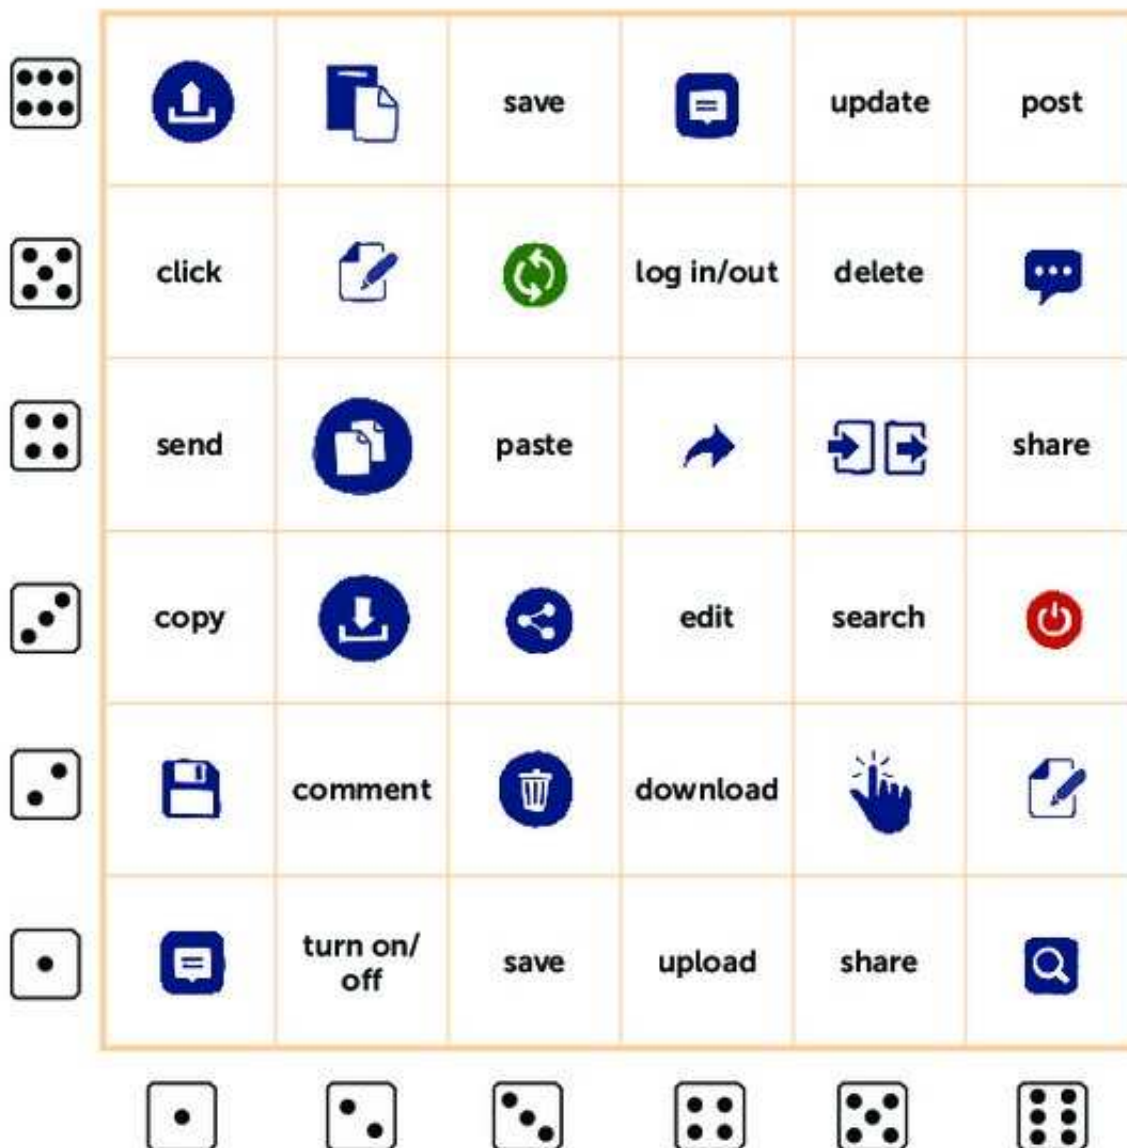 save
update
post
click
log in/out
delete
send
paste
share
copy
edit
search
comment
download
turn on/
off
save
upload
share